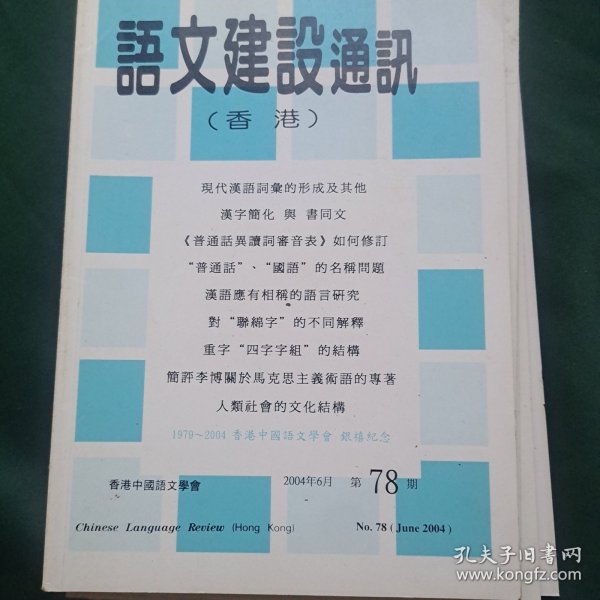 語文建設通訊
（香港）
現代漢語詞彙的形成及其他
漢字簡化 與 書同文
《普通話異讀詞審音表》如何修訂
“普通話”、“國語”的名稱問題
漢語應有相稱的語言研究
對“聯綿字”的不同解釋
重字“四字字組”的結構
簡評李博關於馬克思主義術語的專著
人類社會的文化結構
1979～2004 香港中國語文學會 銀禧紀念
香港中國語文學會 2004年6月 第 78 期
Chinese Language Review (Hong Kong) No. 78 ( June 2004 )
孔夫子旧书网
www.kongfz.com